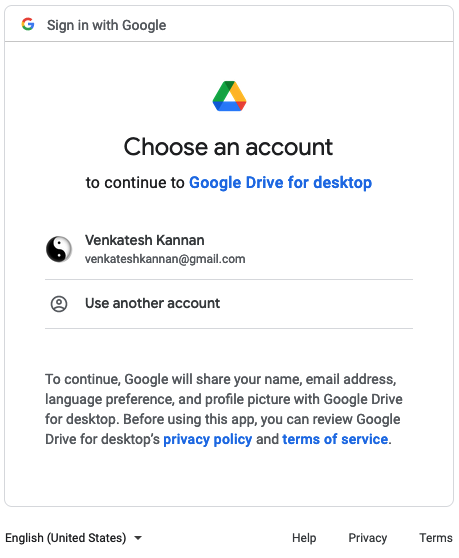 Sign in with Google
Choose an account
to continue to Google Drive for desktop
Venkatesh Kannan
venkateshkannan@gmail.com
Use another account
To continue, Google will share your name, email address,
language preference, and profile picture with Google Drive
for desktop. Before using this app, you can review Google
Drive for desktop's privacy policy and terms of service.
English (United States) Help Privacy Terms